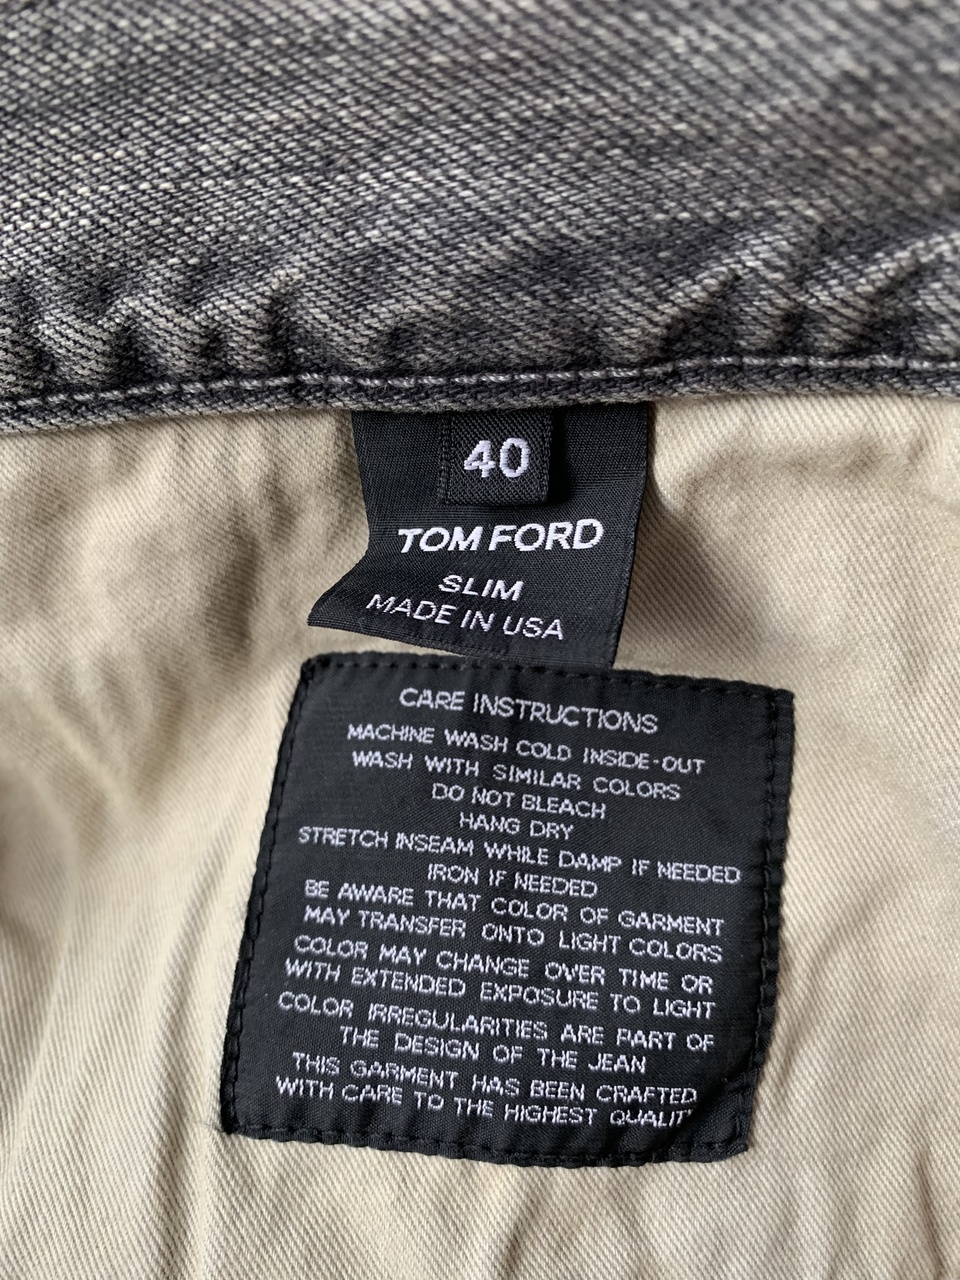 40
TOM FORD
SLIM
MADE IN USA
CARE INSTRUCTIONS
MACHINE WASH COLD INSIDE-OUT
WASH WITH SIMILAR COLORS
DO NOT BLEACH
HANG DRY
STRETCH INSEAM WHILE DAMP IF NEEDED
IRON IF NEEDED
BE AWARE THAT COLOR OF GARMENT
MAY TRANSFER ONTO LIGHT COLORS
COLOR MAY CHANGE OVER TIME OR
WITH EXTENDED EXPOSURE TO LIGHT
COLOR IRREGULARITIES ARE PART OF
THE DESIGN OF THE JEAN
THIS GARMENT HAS BEEN CRAFTED
WITH CARE TO THE HIGHEST QUALITY